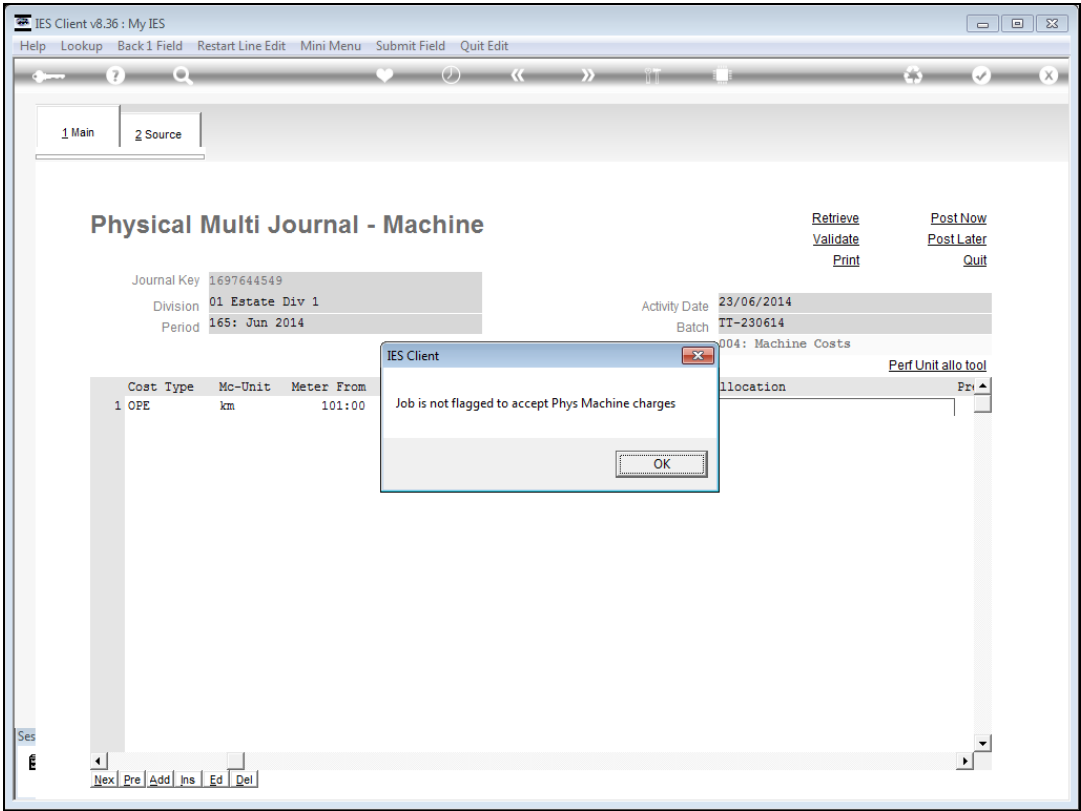 IES Client v8.36 : My IES
Help Lookup Back 1 Field Restart Line Edit Mini Menu Submit Field Quit Edit
1 Main 2 Source
Physical Multi Journal - Machine
Retrieve Post Now
Validate Post Later
Print Quit
Journal Key 1697644549
Division 01 Estate Div 1 Activity Date 23/06/2014
Period 165: Jun 2014 Batch TT-230614
004: Machine Costs
IES Client
Perf Unit allo tool
Cost Type Mc-Unit Meter From llocation Pr
1 OPE km 101:00
Job is not flagged to accept Phys Machine charges
OK
Ses
Nex Pre Add Ins Ed Del